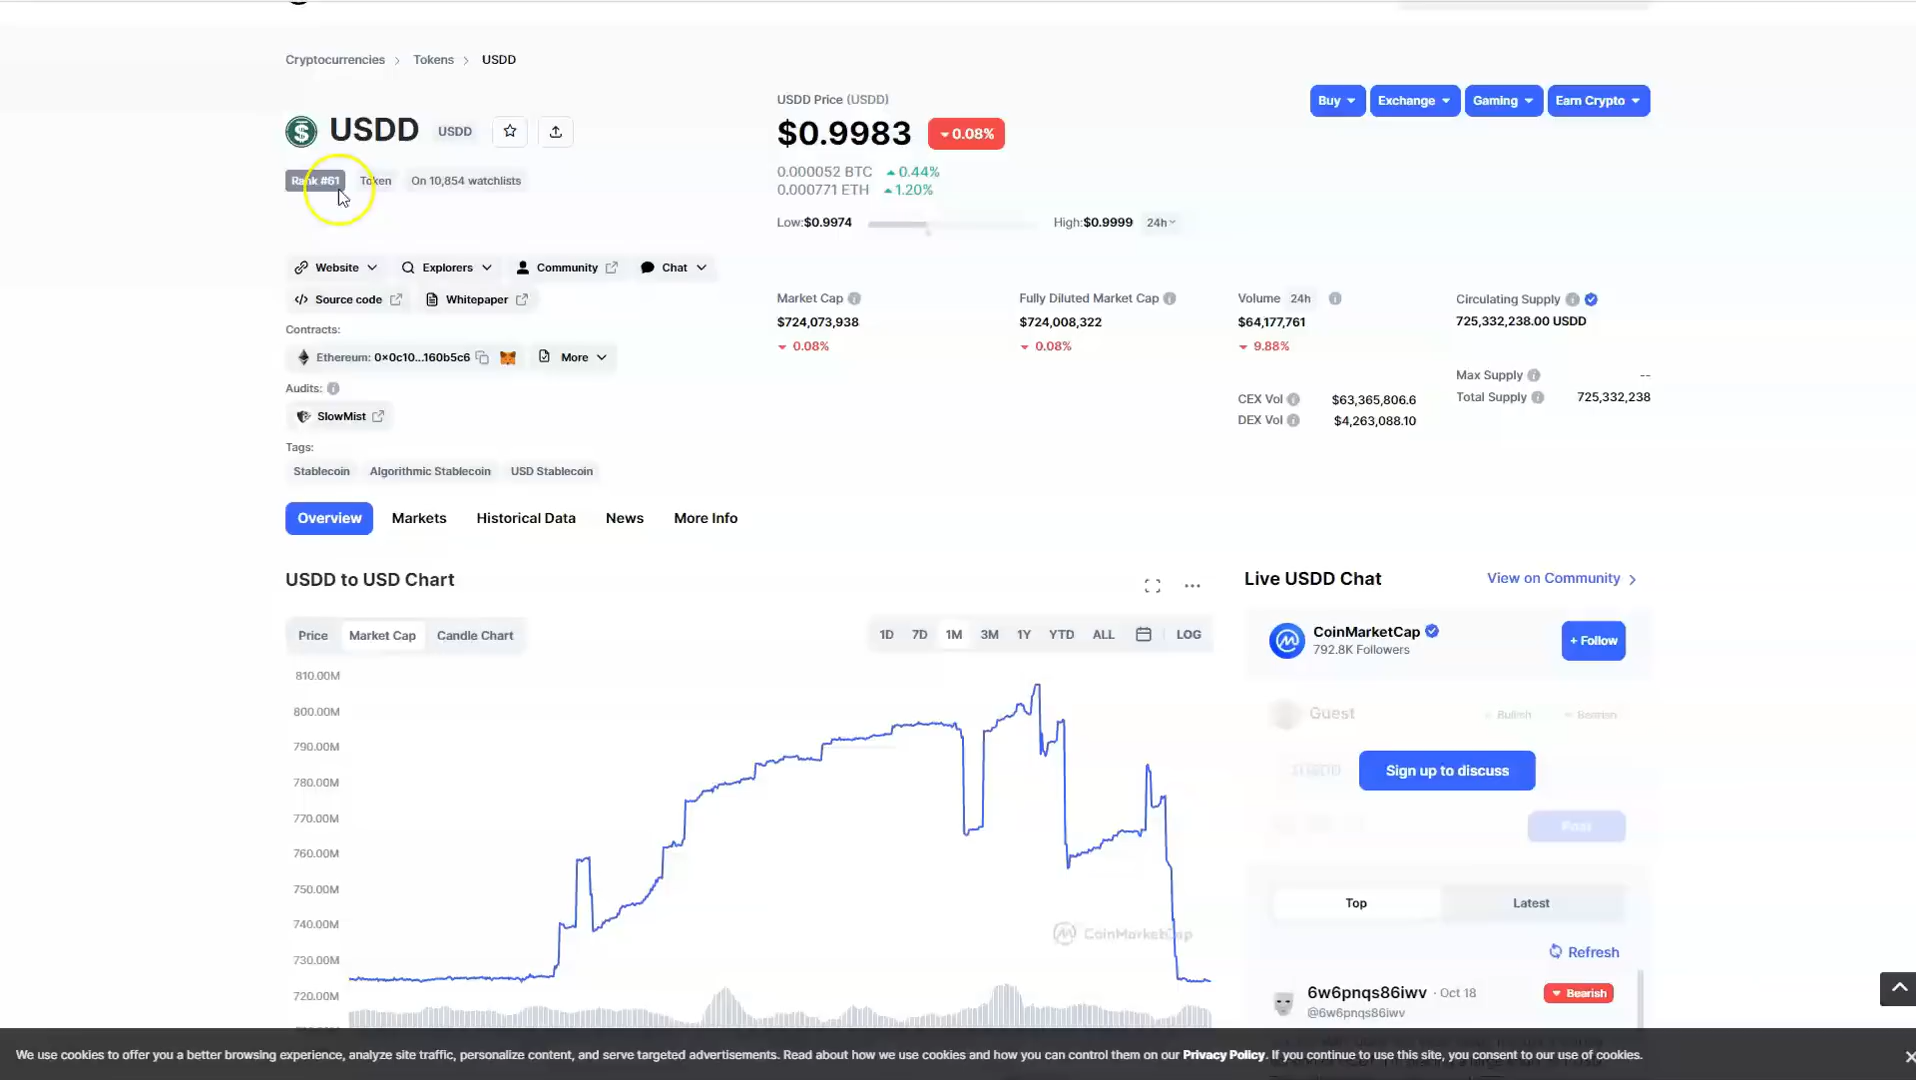 Cryptocurrencies > Tokens > USDD
USDD USDD
Rank #61 Token On 10,854 watchlists
Website
Explorers
Community
Chat
Source code
Whitepaper
Contracts:
Ethereum: 0x0c10...160b5c6
More
Audits:
SlowMist
Tags:
Stablecoin Algorithmic Stablecoin USD Stablecoin
USDD Price (USDD)
$0.9983 0.08%
0.000052 BTC 0.44%
0.000771 ETH 1.20%
Low:$0.9974 High:$0.9999 24h
Buy Exchange Gaming Earn Crypto
Market Cap
$724,073,938
0.08%
Fully Diluted Market Cap
$724,008,322
0.08%
Volume 24h
$64,177,761
9.88%
CEX Vol $63,365,806.6
DEX Vol $4,263,088.10
Circulating Supply
725,332,238.00 USDD
Max Supply --
Total Supply 725,332,238
Overview Markets Historical Data News More Info
USDD to USD Chart
Price Market Cap Candle Chart
1D 7D 1M 3M 1Y YTD ALL LOG
810.00M
800.00M
790.00M
780.00M
770.00M
760.00M
750.00M
740.00M
730.00M
720.00M
CoinMarketCap
Live USDD Chat
View on Community >
CoinMarketCap
792.8K Followers
+ Follow
Guest
Bullish Bearish
$USDD
Sign up to discuss
Post
Top Latest
Refresh
6w6pnqs86iwv · Oct 18
@6w6pnqs86iwv
Bearish
We use cookies to offer you a better browsing experience, analyze site traffic, personalize content, and serve targeted advertisements. Read about how we use cookies and how you can control them on our Privacy Policy. If you continue to use this site, you consent to our use of cookies.